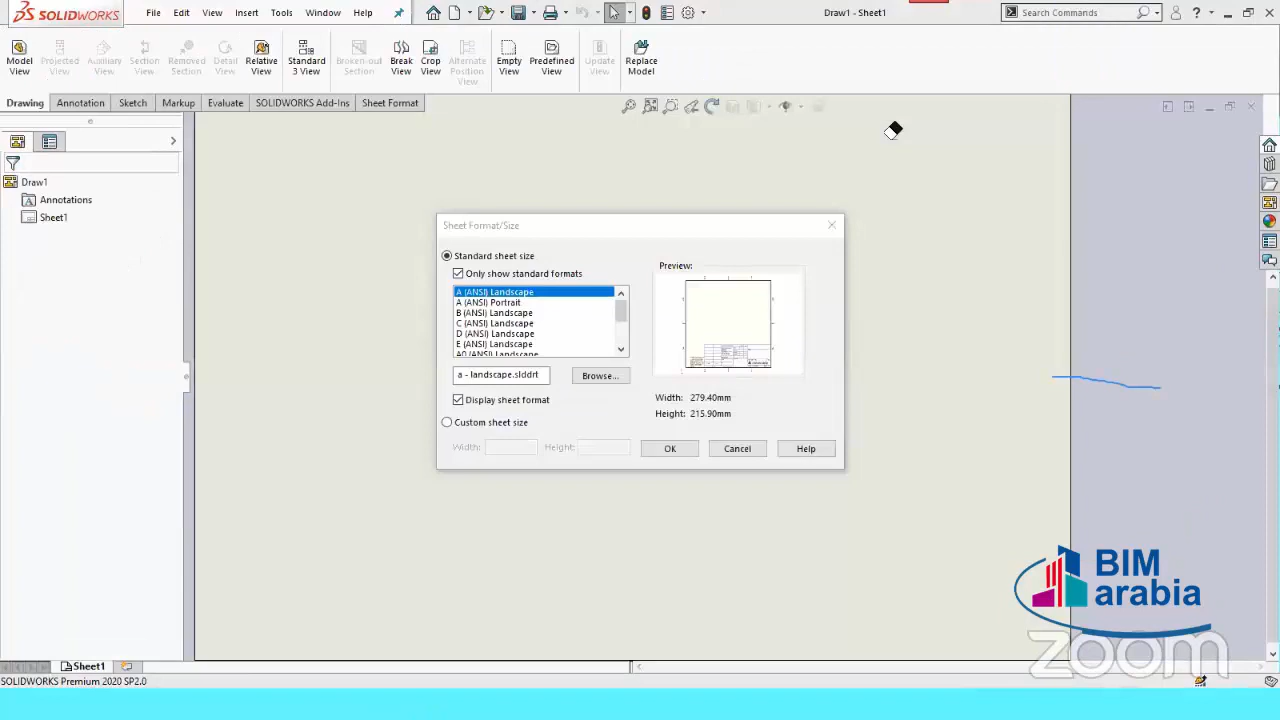 SOLIDWORKS File Edit View Insert Tools Window Help Draw1 - Sheet1 Search Commands
Model View
Projected View
Auxiliary View
Section View
Removed Section
Detail View
Relative View
Standard 3 View
Broken-out Section
Break View
Crop View
Alternate Position View
Empty View
Predefined View
Update View
Replace Model
Drawing Annotation Sketch Markup Evaluate SOLIDWORKS Add-Ins Sheet Format
Draw1
Annotations
Sheet1
Sheet Format/Size
Standard sheet size
Only show standard formats
A (ANSI) Landscape
A (ANSI) Portrait
B (ANSI) Landscape
C (ANSI) Landscape
D (ANSI) Landscape
E (ANSI) Landscape
A0 (ANSI) Landscape
a - landscape.slddrt
Browse...
Display sheet format
Custom sheet size
Width: Height:
Preview:
Width: 279.40mm
Height: 215.90mm
OK Cancel Help
BIM
arabia
zoom
Sheet1
SOLIDWORKS Premium 2020 SP2.0